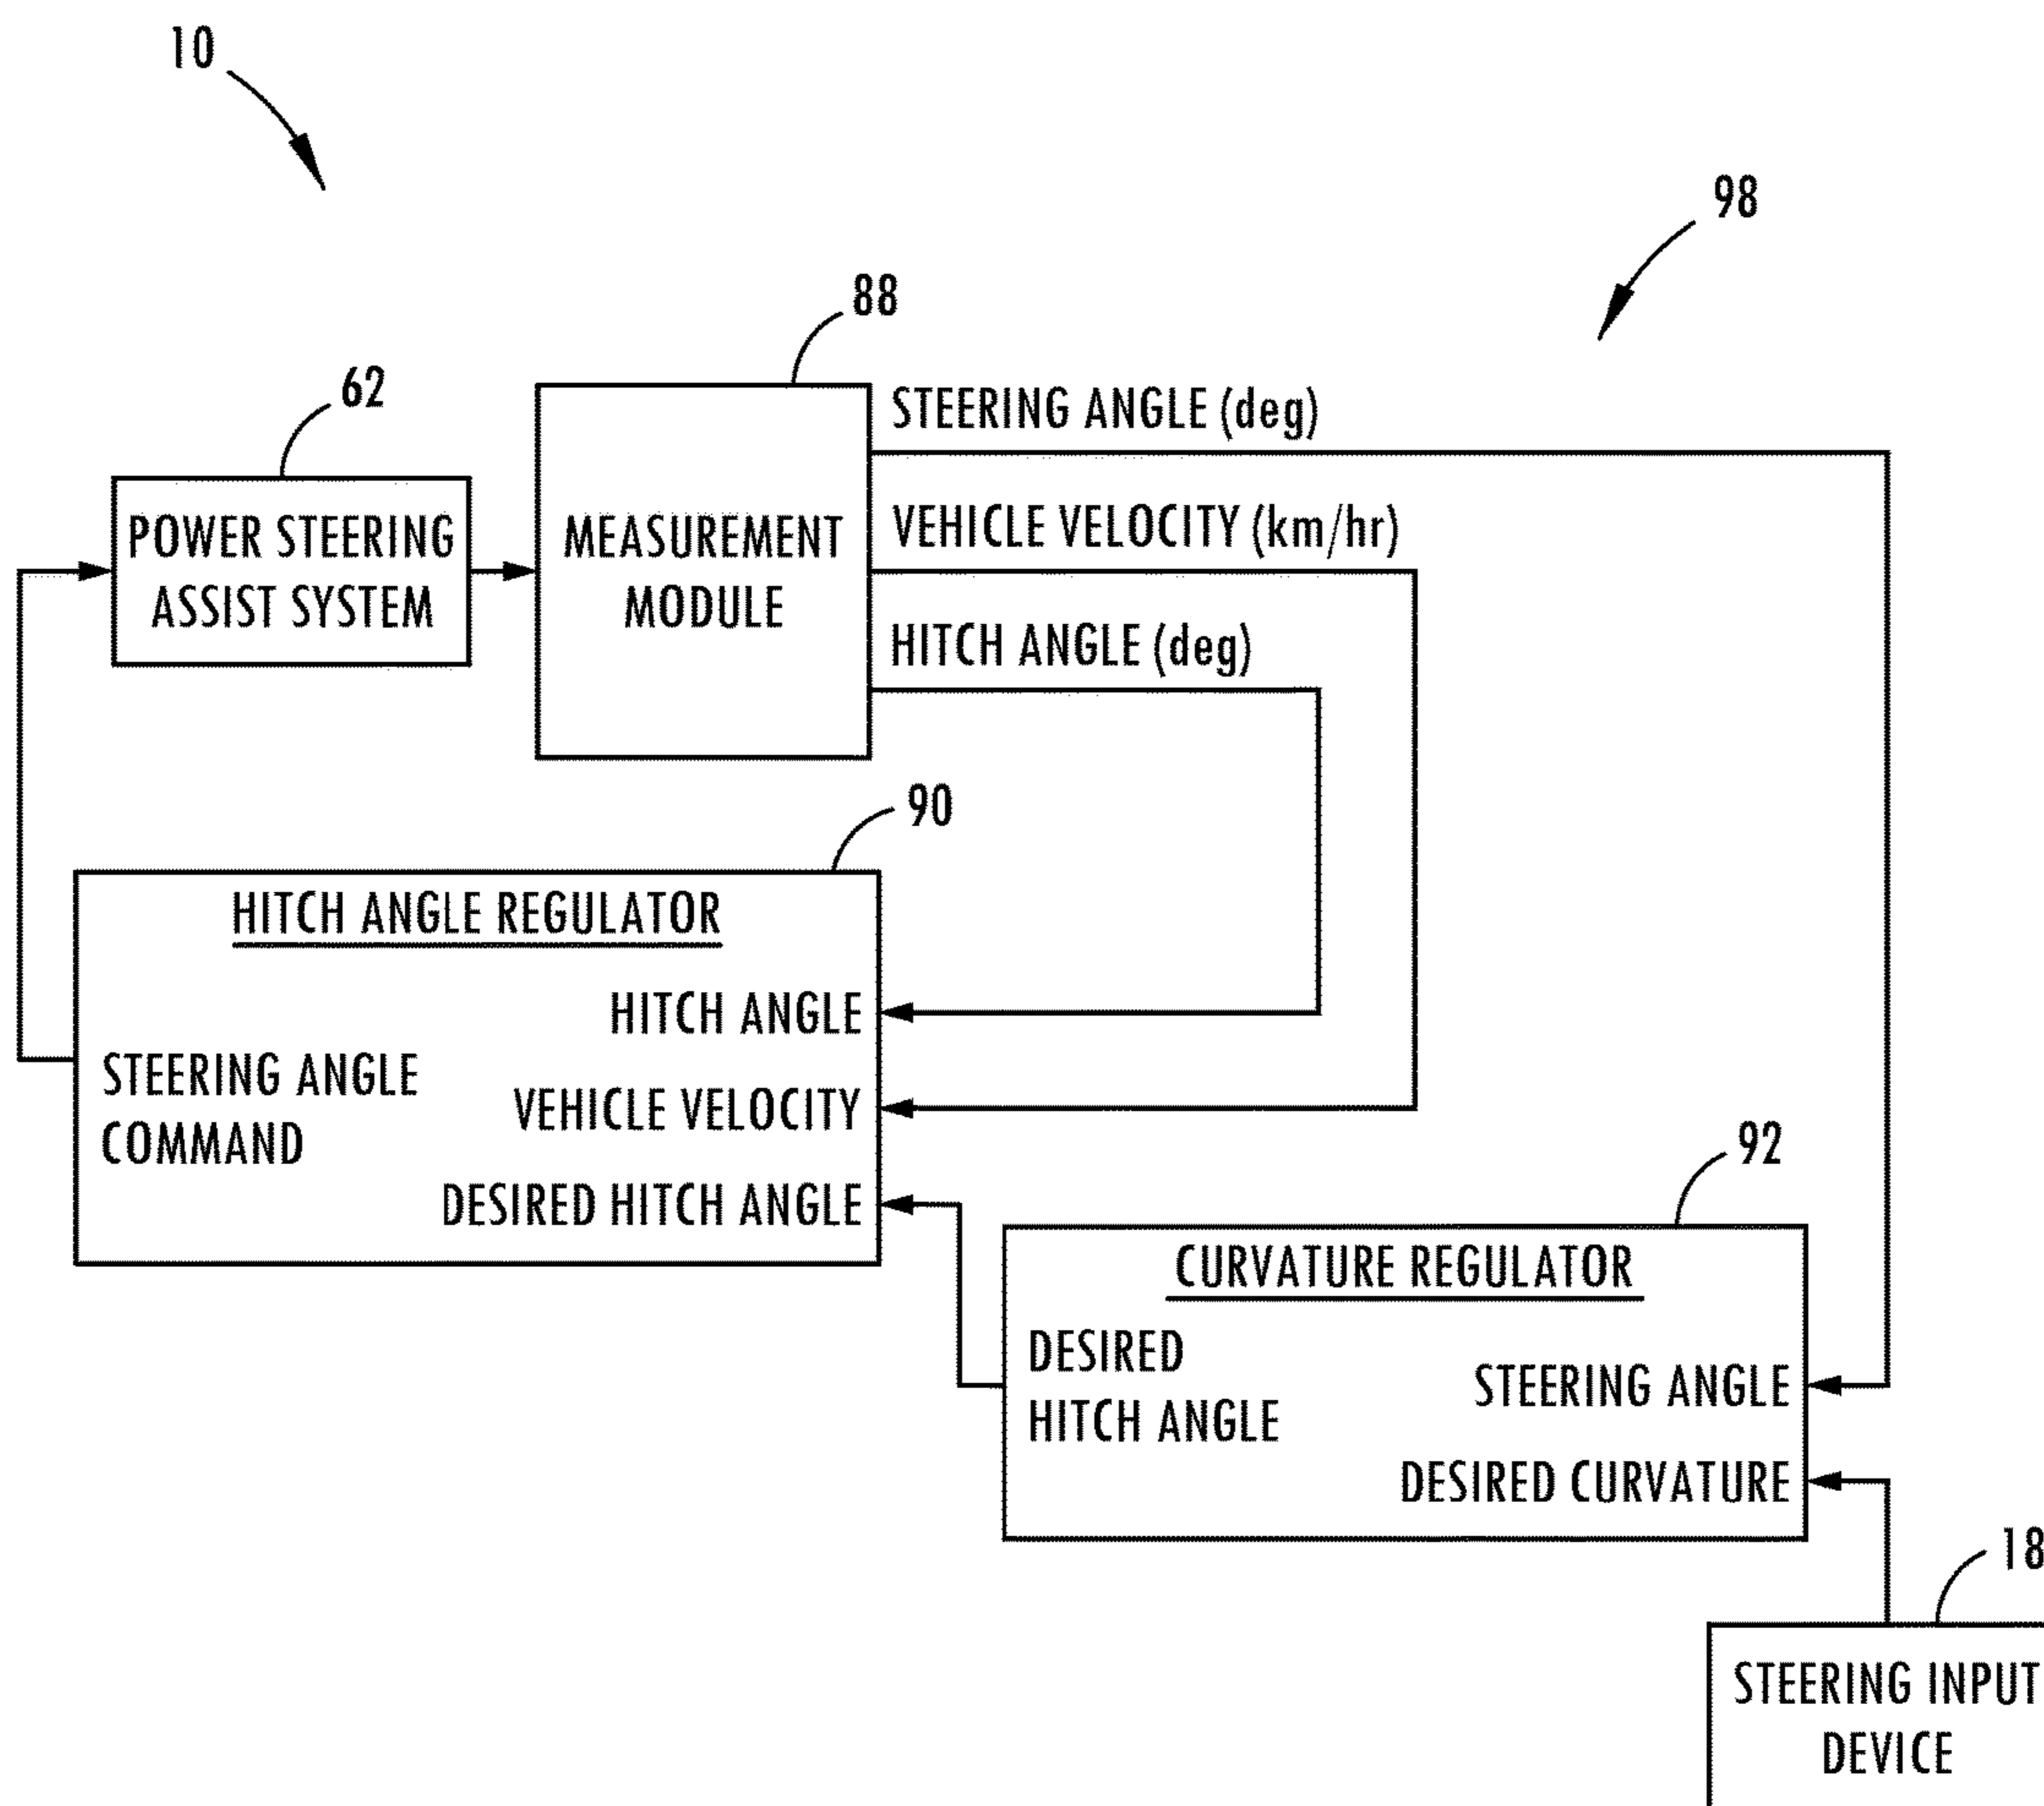 10
98
88
62
STEERING ANGLE (deg)
POWER STEERING
ASSIST SYSTEM
MEASUREMENT
MODULE
VEHICLE VELOCITY (km/hr)
HITCH ANGLE (deg)
90
HITCH ANGLE REGULATOR
HITCH ANGLE
STEERING ANGLE
COMMAND
VEHICLE VELOCITY
DESIRED HITCH ANGLE
92
CURVATURE REGULATOR
DESIRED
HITCH ANGLE
STEERING ANGLE
DESIRED CURVATURE
18
STEERING INPUT
DEVICE